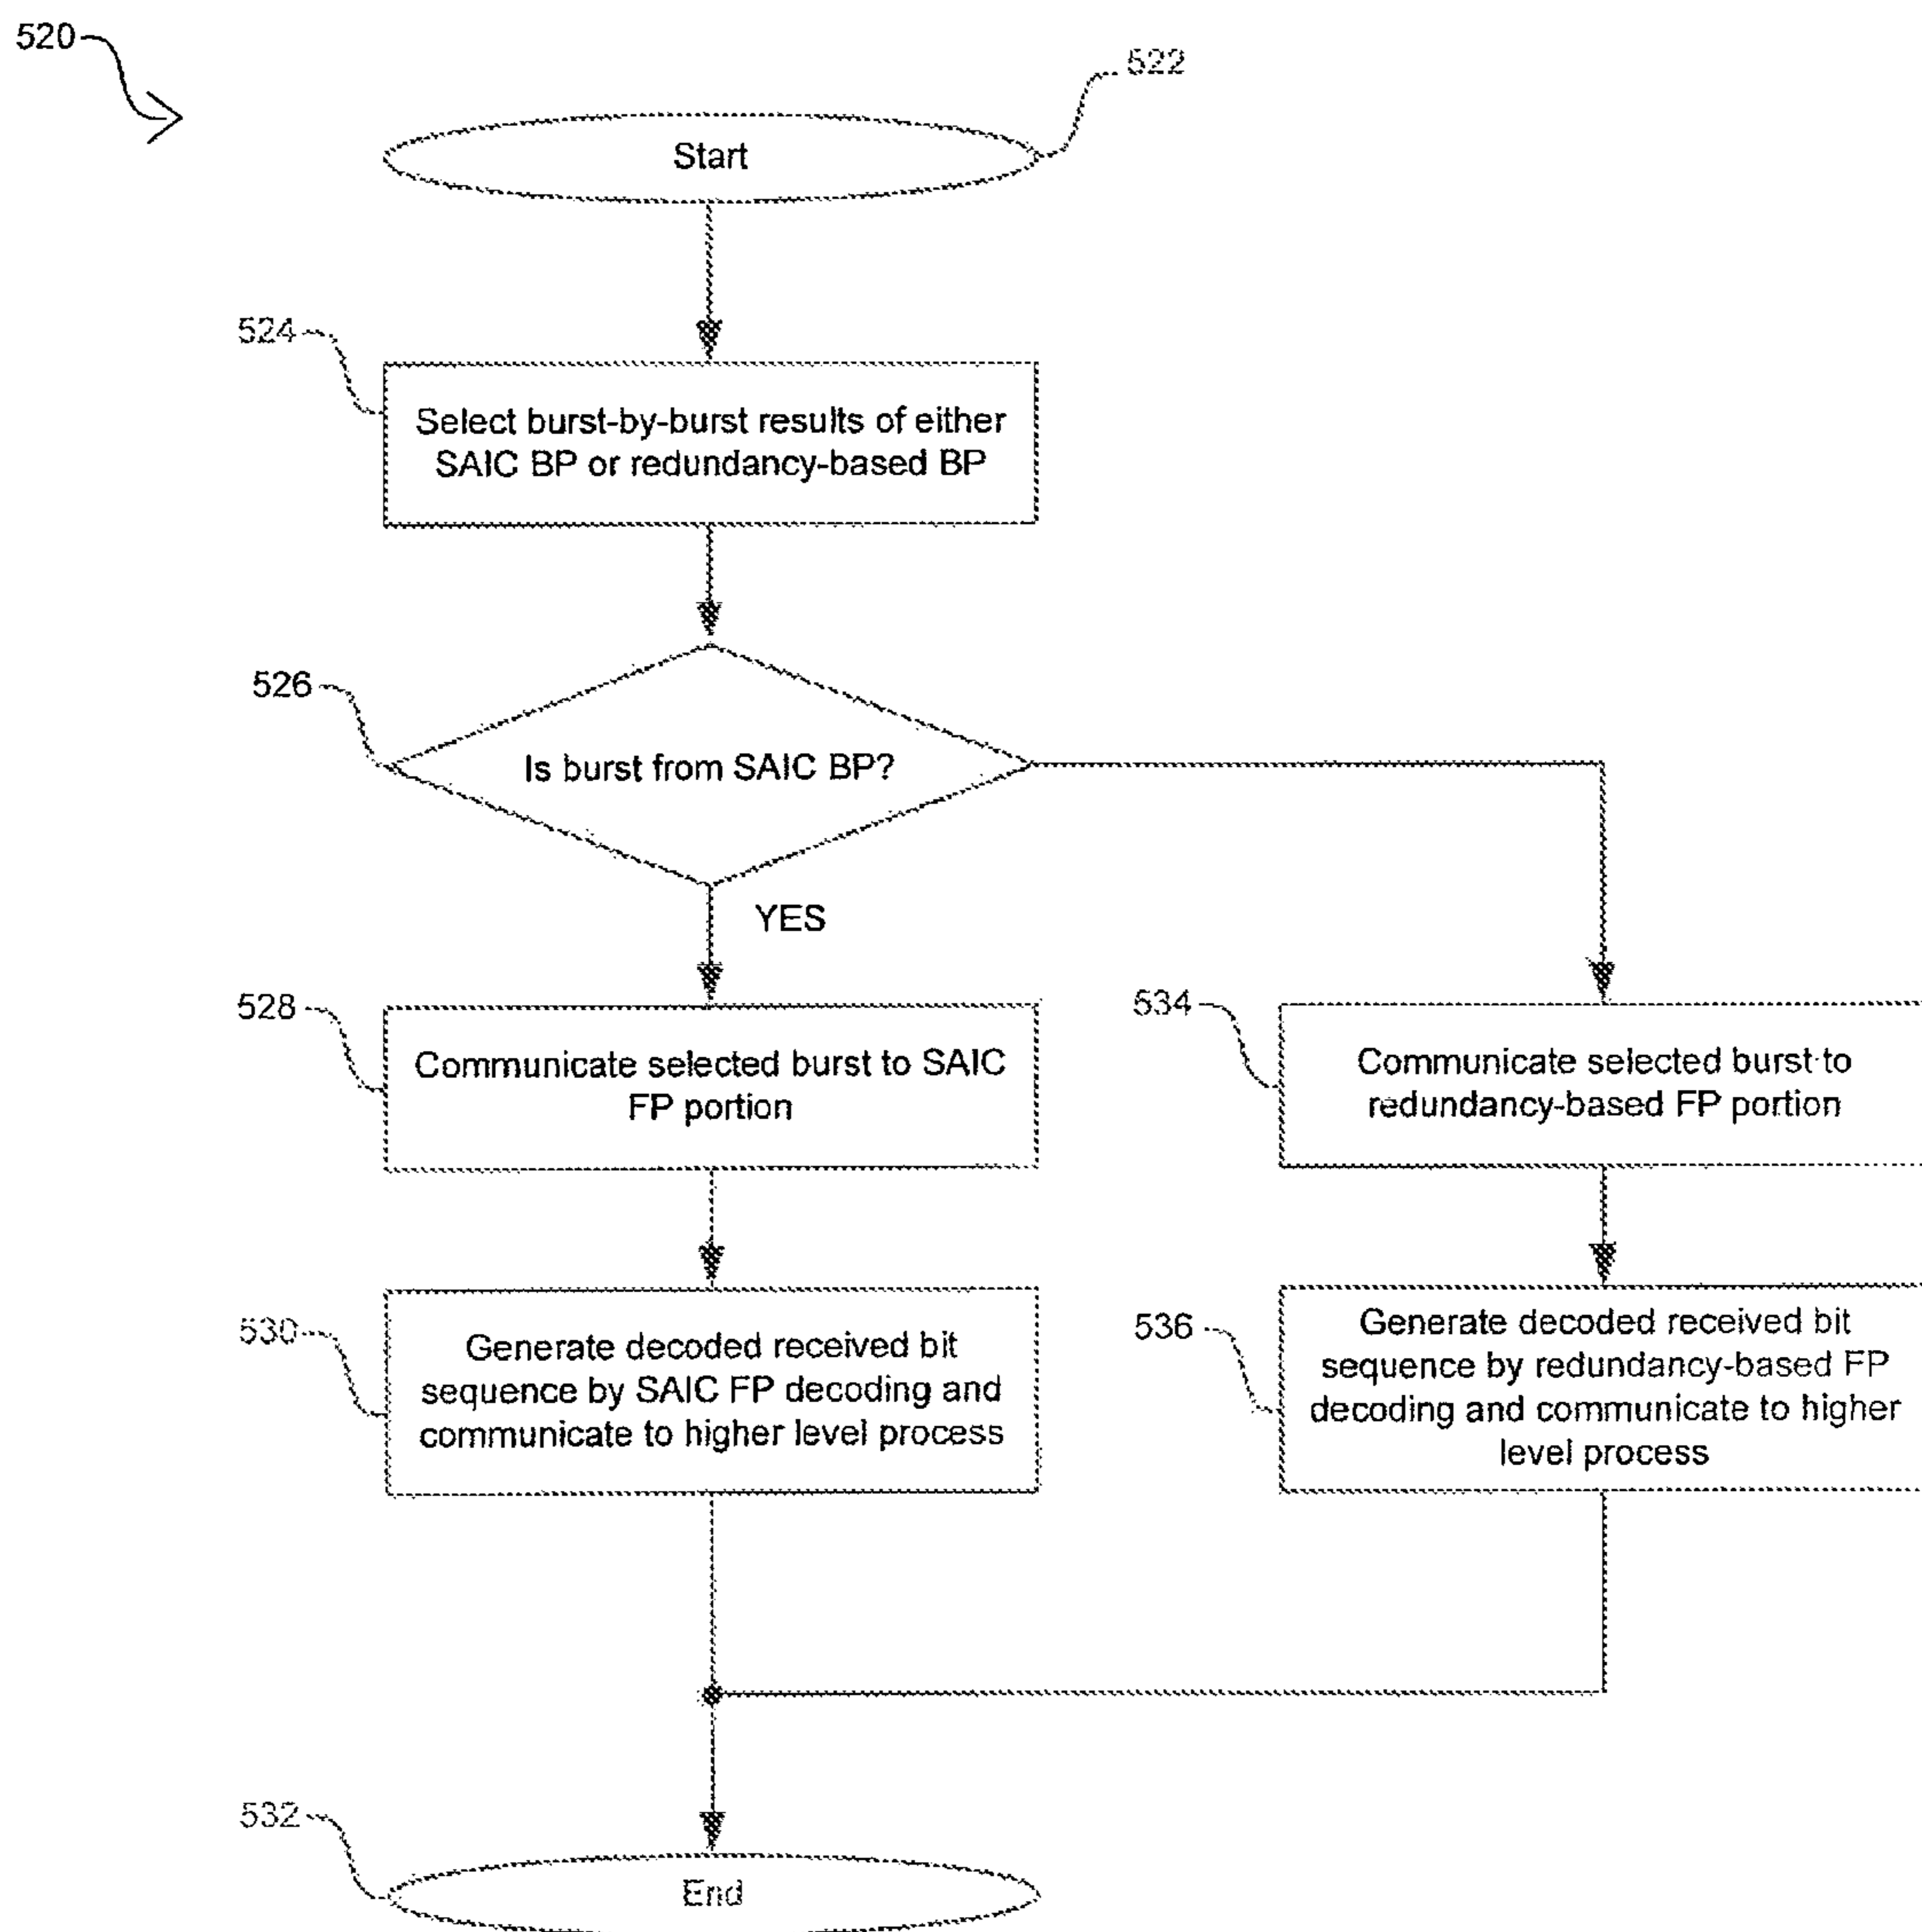 520
522
Start
524
Select burst-by-burst results of either
SAIC BP or redundancy-based BP
526
Is burst from SAIC BP?
YES
528
Communicate selected burst to SAIC
FP portion
534
Communicate selected burst to
redundancy-based FP portion
530
Generate decoded received bit
sequence by SAIC FP decoding and
communicate to higher level process
536
Generate decoded received bit
sequence by redundancy-based FP
decoding and communicate to higher
level process
532
End